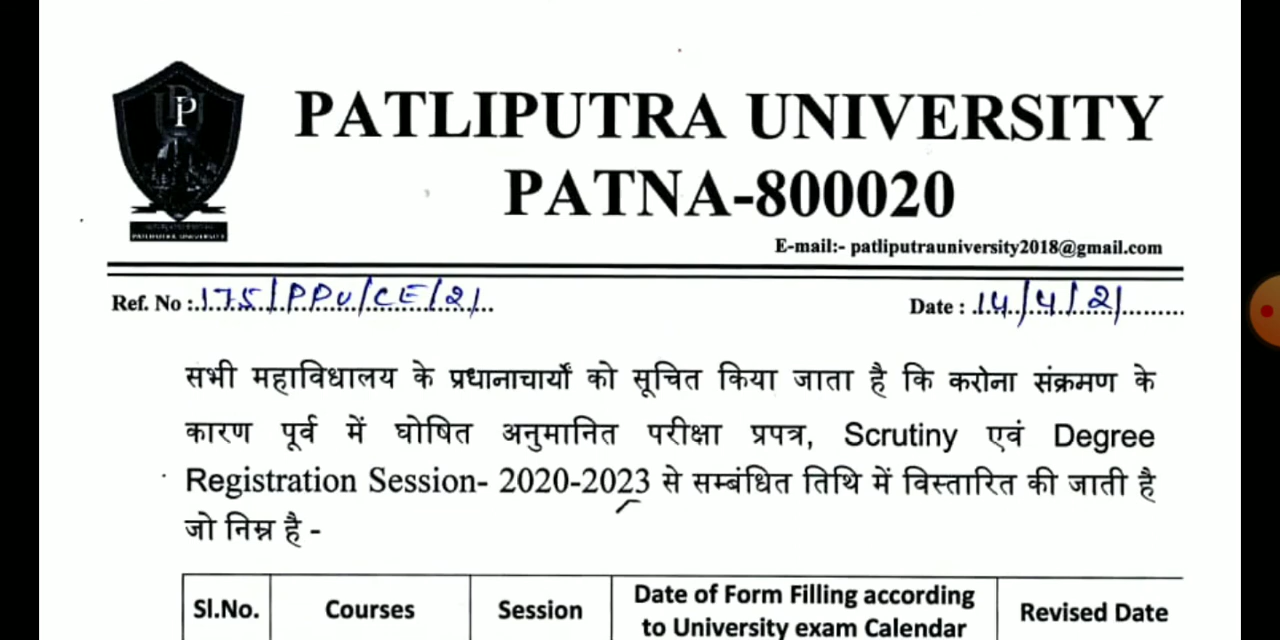 PATLIPUTRA UNIVERSITY
PATNA-800020
E-mail:- patliputrauniversity2018@gmail.com
Ref. No :.175/PPU/CE/21
Date : .14/4/21
सभी महाविधालय के प्रधानाचार्यों को सूचित किया जाता है कि करोना संक्रमण के
कारण पूर्व में घोषित अनुमानित परीक्षा प्रपत्र, Scrutiny एवं Degree
Registration Session- 2020-2023 से सम्बंधित तिथि में विस्तारित की जाती है
जो निम्न है -
Sl.No. Courses Session Date of Form Filling according to University exam Calendar Revised Date